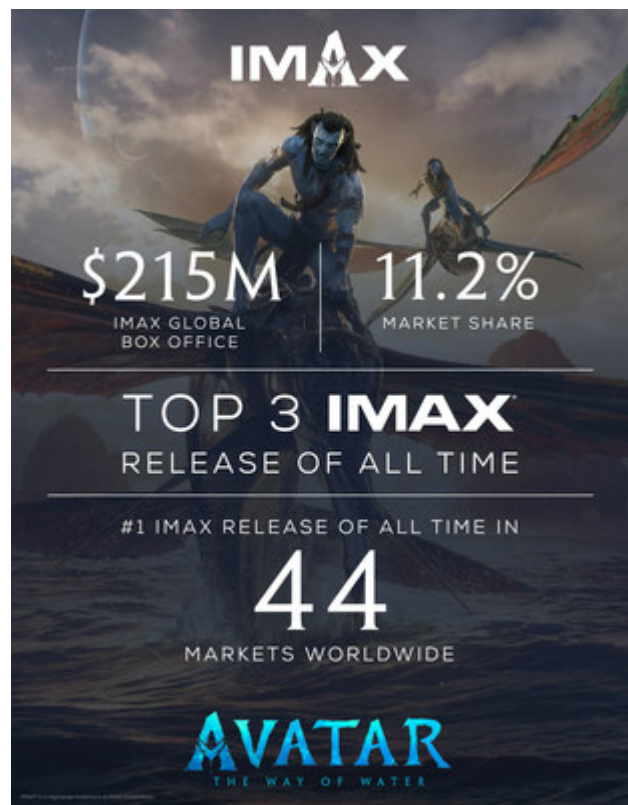 IMAX
$215M
IMAX GLOBAL
BOX OFFICE
11.2%
MARKET SHARE
TOP 3 IMAX
RELEASE OF ALL TIME
#1 IMAX RELEASE OF ALL TIME IN
44
MARKETS WORLDWIDE
AVATAR
THE WAY OF WATER